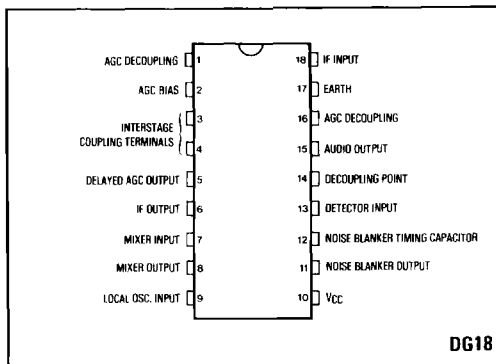 AGC DECOUPLING 1
AGC BIAS 2
INTERSTAGE COUPLING TERMINALS 3
4
DELAYED AGC OUTPUT 5
IF OUTPUT 6
MIXER INPUT 7
MIXER OUTPUT 8
LOCAL OSC. INPUT 9
18 IF INPUT
17 EARTH
16 AGC DECOUPLING
15 AUDIO OUTPUT
14 DECOUPLING POINT
13 DETECTOR INPUT
12 NOISE BLANKER TIMING CAPACITOR
11 NOISE BLANKER OUTPUT
10 VCC
DG18